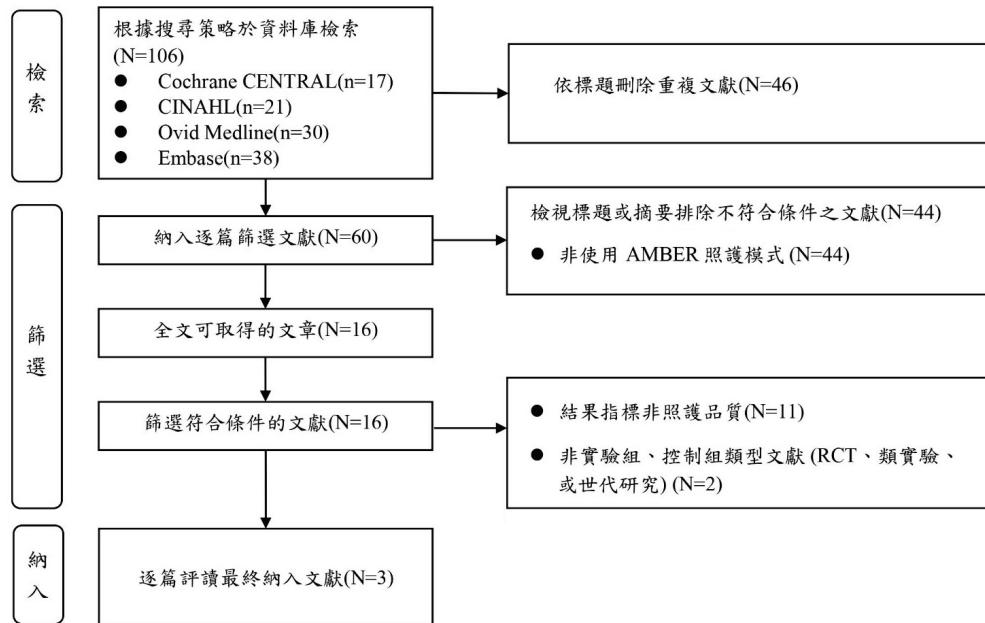 檢
索
根據搜尋策略於資料庫檢索
(N=106)
● Cochrane CENTRAL(n=17)
● CINAHL(n=21)
● Ovid Medline(n=30)
● Embase(n=38)
依標題刪除重複文獻(N=46)
篩
選
納入逐篇篩選文獻(N=60)
檢視標題或摘要排除不符合條件之文獻(N=44)
● 非使用 AMBER 照護模式 (N=44)
全文可取得的文章(N=16)
篩選符合條件的文獻(N=16)
● 結果指標非照護品質(N=11)
● 非實驗組、控制組類型文獻 (RCT、類實驗、
或世代研究) (N=2)
納
入
逐篇評讀最終納入文獻(N=3)